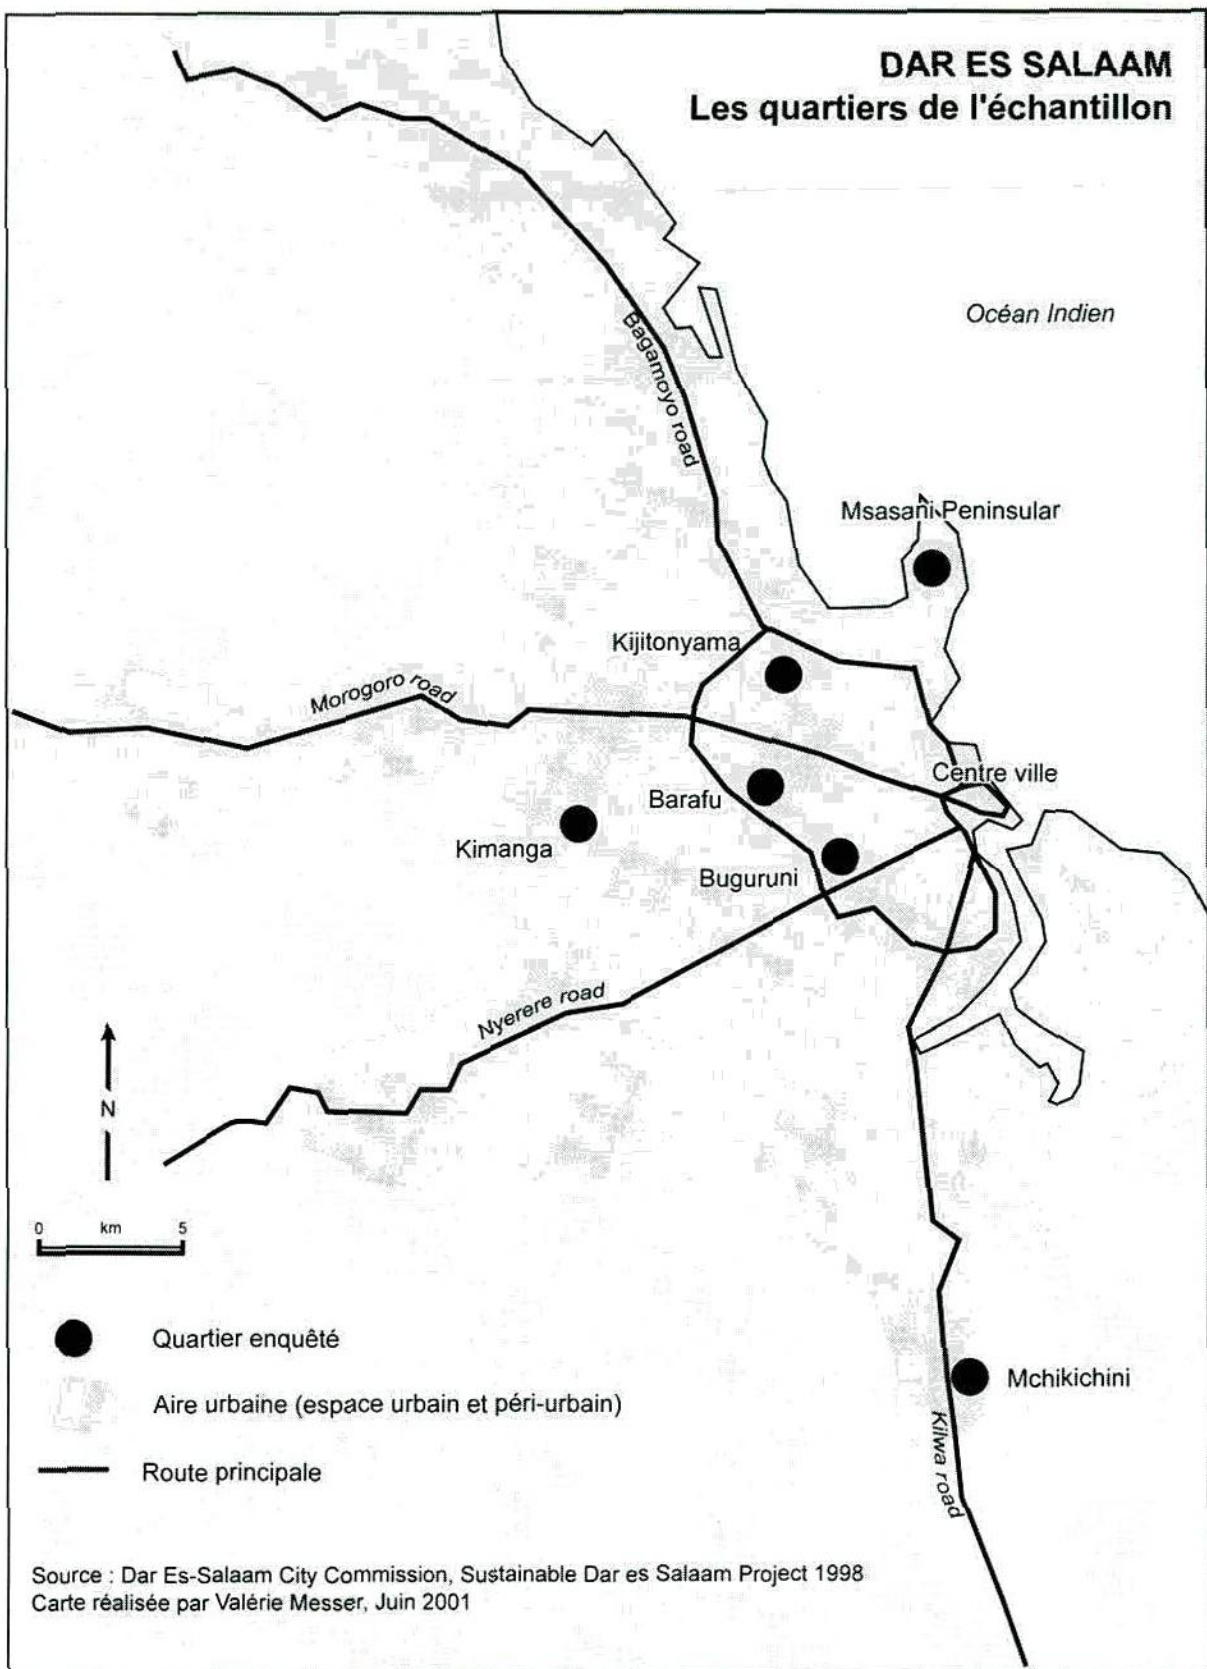 DAR ES SALAAM
Les quartiers de l'échantillon
Océan Indien
Bagamoyo road
Msasani Peninsular
Kijitonyama
Morogoro road
Centre ville
Barafu
Kimanga
Buguruni
Nyerere road
N
0 km 5
Quartier enquêté
Mchikichini
Aire urbaine (espace urbain et péri-urbain)
Kilwa road
Route principale
Source : Dar Es-Salaam City Commission, Sustainable Dar es Salaam Project 1998
Carte réalisée par Valérie Messer, Juin 2001